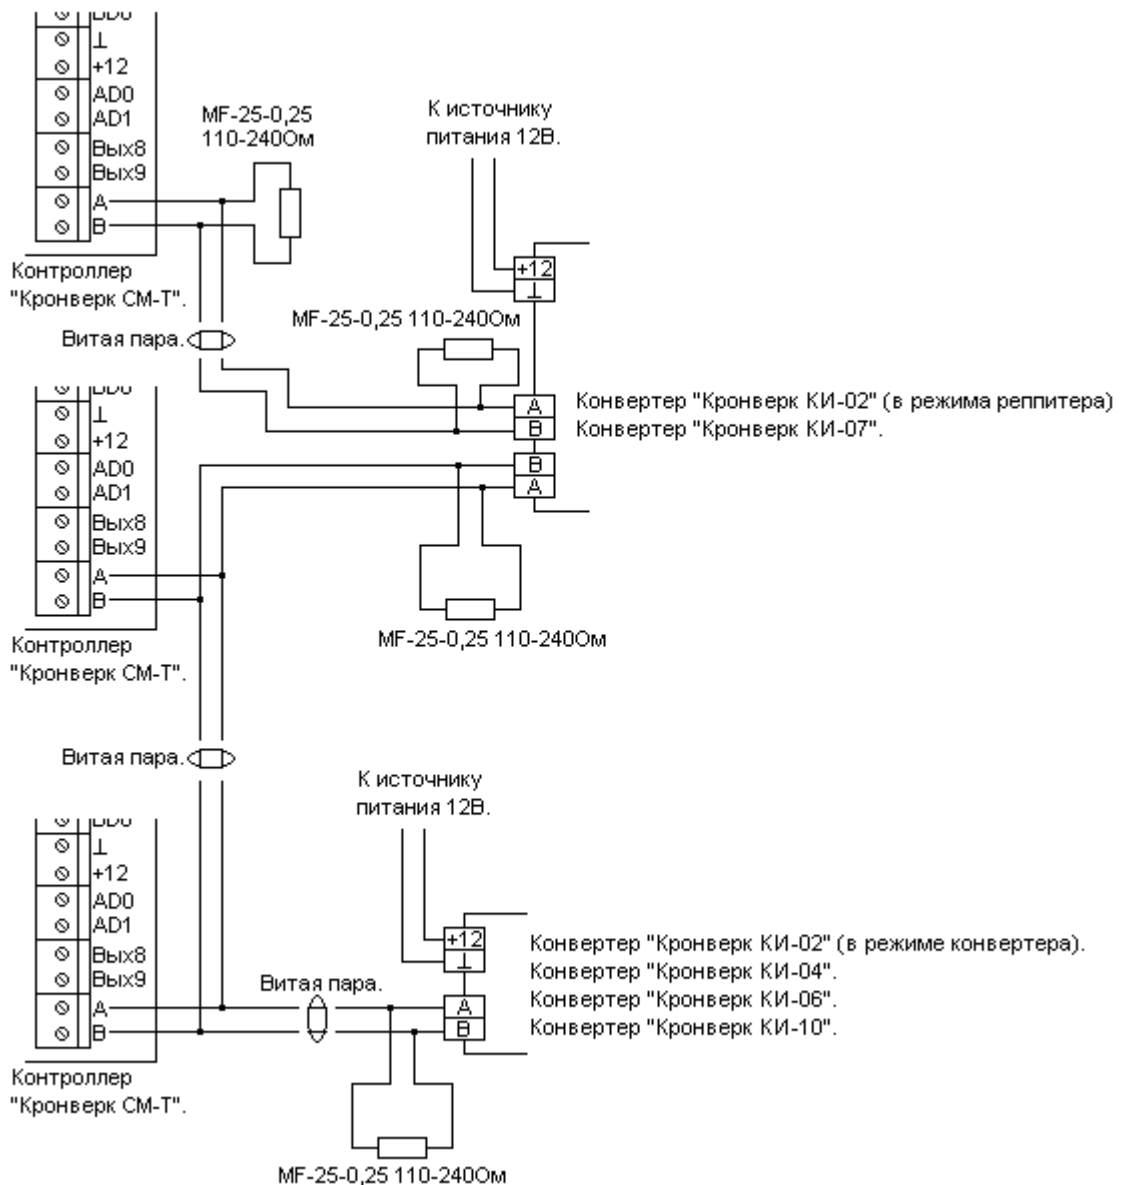 ⊥
+12
AD0
AD1
Вых8
Вых9
A
B
Контроллер
"Кронверк СМ-Т".
MF-25-0,25
110-240Ом
К источнику
питания 12В.
+12
⊥
MF-25-0,25 110-240Ом
Витая пара.
A
B
B
A
Конвертер "Кронверк КИ-02" (в режима реппитера)
Конвертер "Кронверк КИ-07".
⊥
+12
AD0
AD1
Вых8
Вых9
A
B
Контроллер
"Кронверк СМ-Т".
MF-25-0,25 110-240Ом
Витая пара.
К источнику
питания 12В.
⊥
+12
AD0
AD1
Вых8
Вых9
A
B
Контроллер
"Кронверк СМ-Т".
+12
⊥
Витая пара.
A
B
Конвертер "Кронверк КИ-02" (в режиме конвертера).
Конвертер "Кронверк КИ-04".
Конвертер "Кронверк КИ-06".
Конвертер "Кронверк КИ-10".
MF-25-0,25 110-240Ом